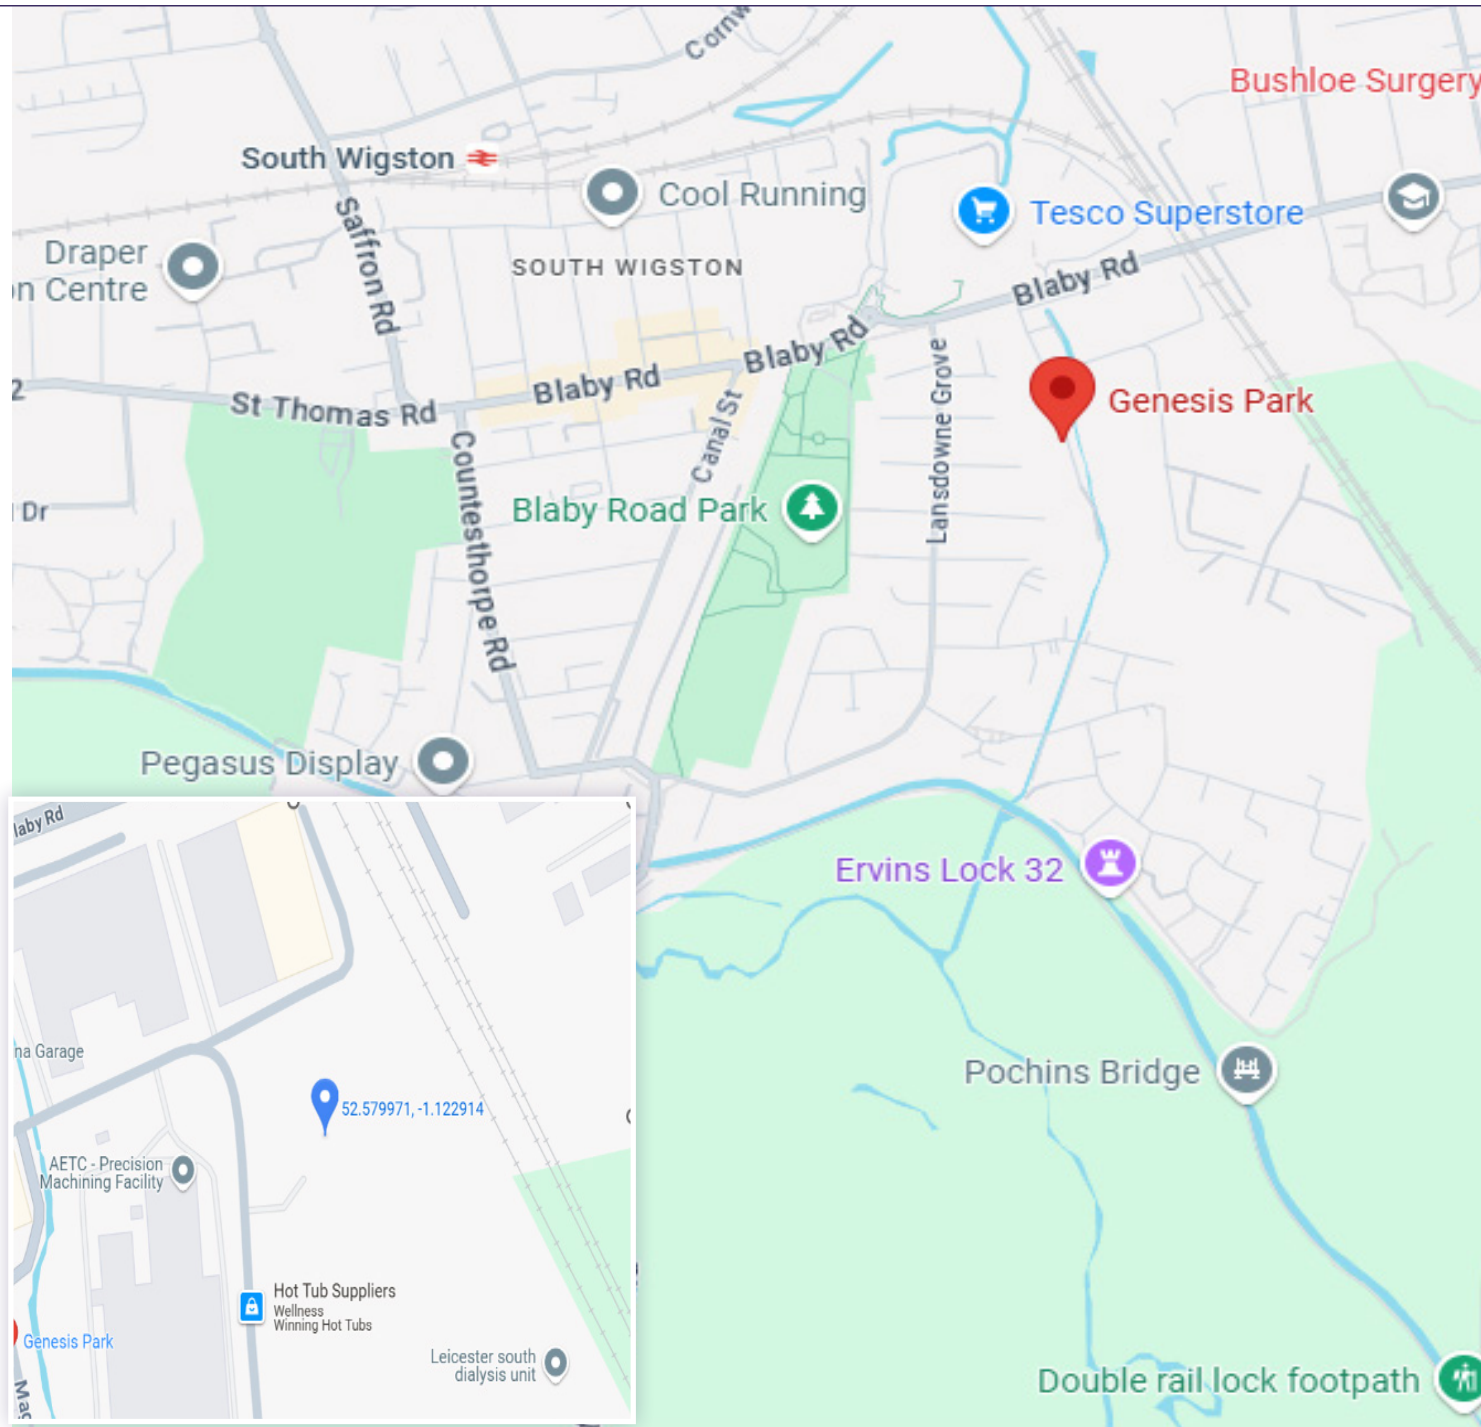 Cornw
Bushloe Surgery
South Wigston
Cool Running
Tesco Superstore
Saffron Rd
Draper
n Centre
SOUTH WIGSTON
Blaby Rd
Blaby Rd
Blaby Rd
2
St Thomas Rd
Genesis Park
Lansdowne Grove
Canal St
Countesthorpe Rd
Dr
Blaby Road Park
Pegasus Display
Ervins Lock 32
Pochins Bridge
Double rail lock footpath
laby Rd
na Garage
52.579971, -1.122914
AETC - Precision
Machining Facility
Hot Tub Suppliers
Wellness
Winning Hot Tubs
Genesis Park
Leicester south
dialysis unit
Mag